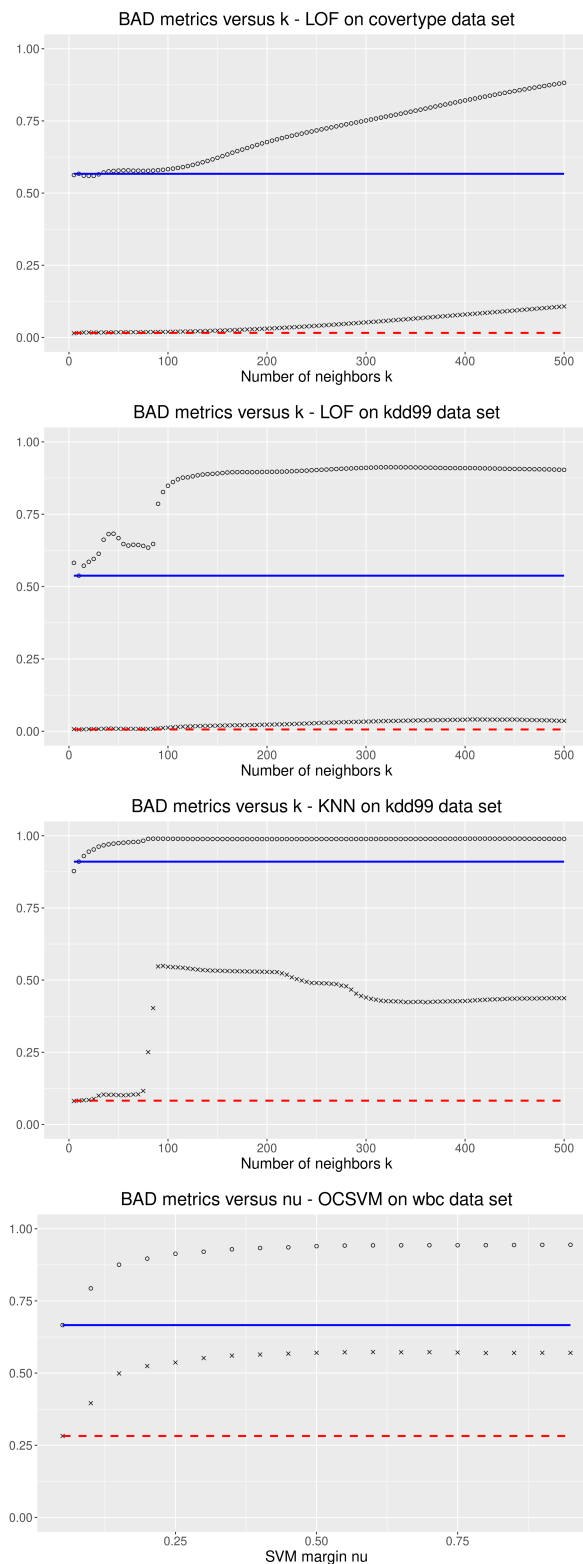 BAD metrics versus k - LOF on covertype data set
1.00
0.75
0.50
0.25
0.00
0 100 200 300 400 500
Number of neighbors k
BAD metrics versus k - LOF on kdd99 data set
1.00
0.75
0.50
0.25
0.00
0 100 200 300 400 500
Number of neighbors k
BAD metrics versus k - KNN on kdd99 data set
1.00
0.75
0.50
0.25
0.00
0 100 200 300 400 500
Number of neighbors k
BAD metrics versus nu - OCSVM on wbc data set
1.00
0.75
0.50
0.25
0.00
0.25 0.50 0.75
SVM margin nu